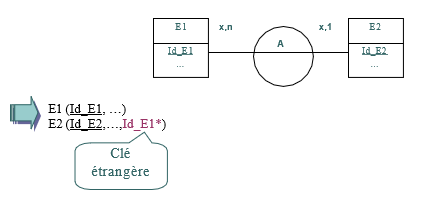 E1 x,n x,1 E2
A
Id_E1 Id_E2
... ...
E1 (Id_E1, …)
E2 (Id_E2,…,Id_E1*)
Clé
étrangère